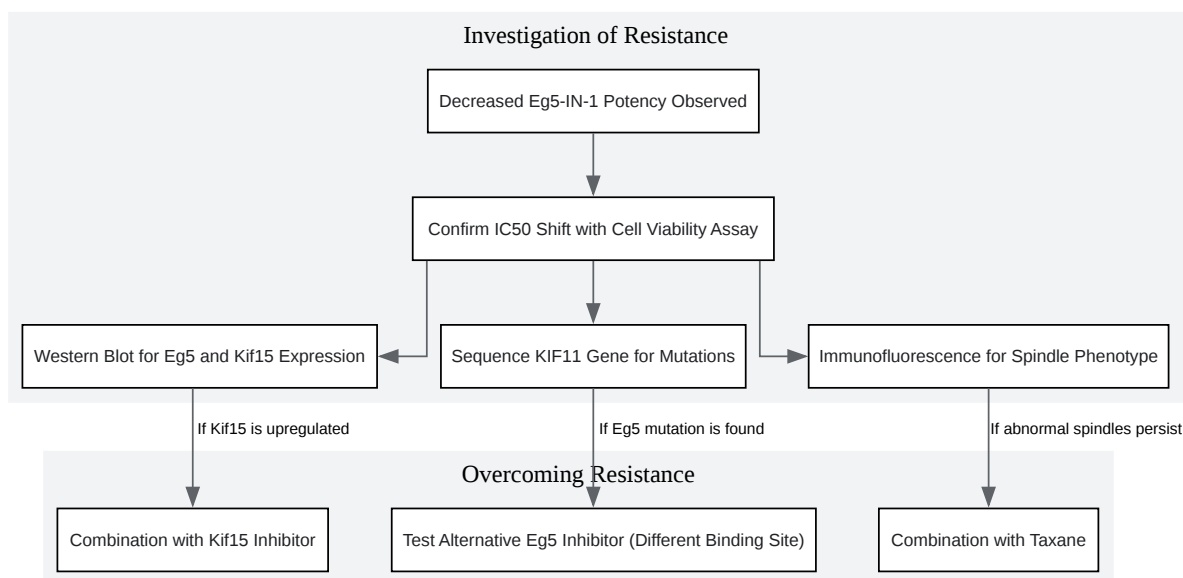 Investigation of Resistance
Decreased Eg5-IN-1 Potency Observed
Confirm IC50 Shift with Cell Viability Assay
Western Blot for Eg5 and Kif15 Expression
Sequence KIF11 Gene for Mutations
Immunofluorescence for Spindle Phenotype
If Kif15 is upregulated
If Eg5 mutation is found
If abnormal spindles persist
Overcoming Resistance
Combination with Kif15 Inhibitor
Test Alternative Eg5 Inhibitor (Different Binding Site)
Combination with Taxane